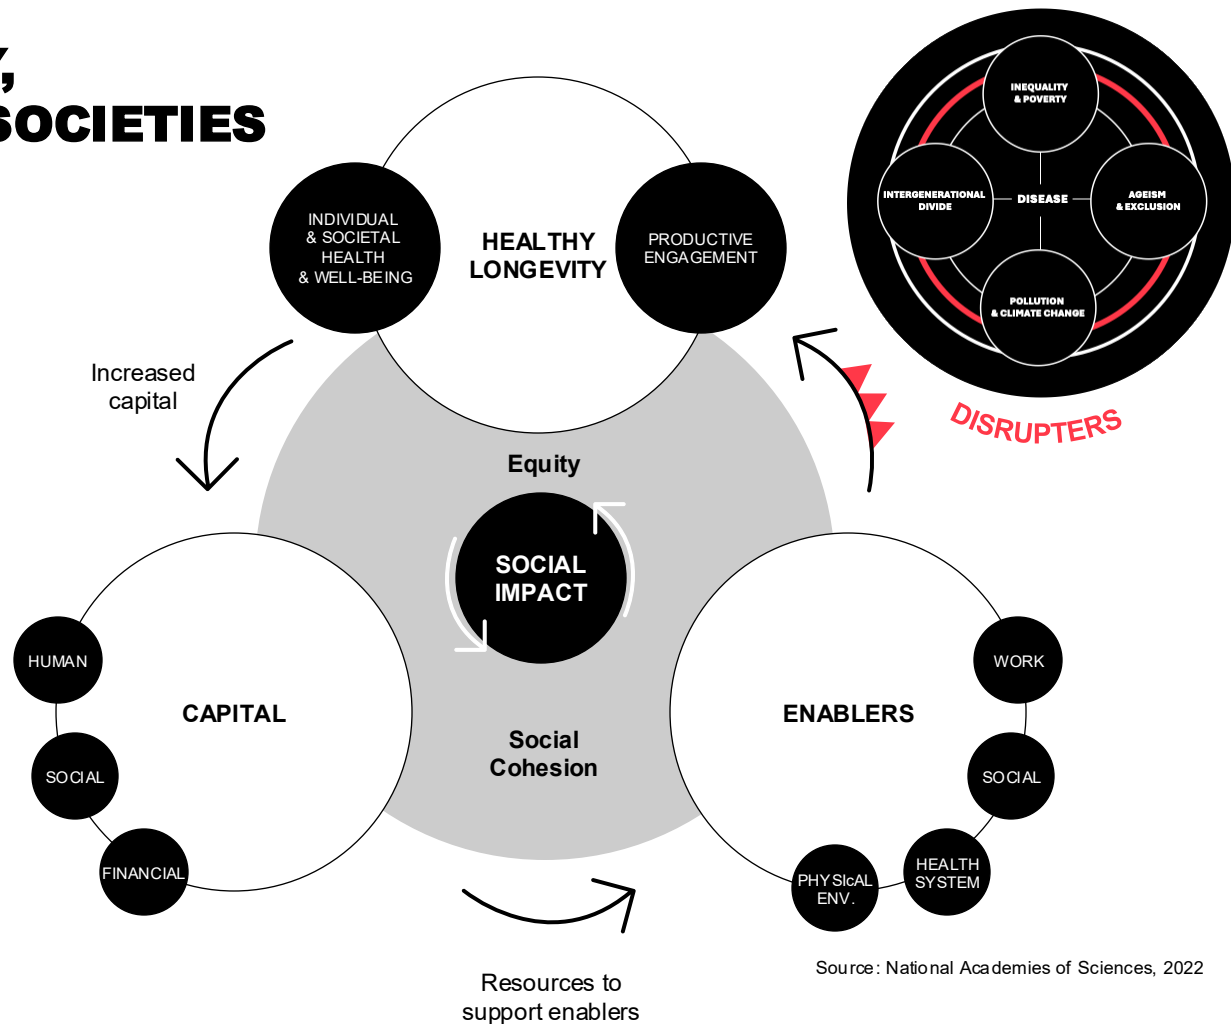 Y,
SOCIETIES
INEQUALITY
& POVERTY
INTERGENERATIONAL
DIVIDE
DISEASE
AGEISM
& EXCLUSION
POLLUTION
& CLIMATE CHANGE
DISRUPTERS
INDIVIDUAL
& SOCIETAL
HEALTH
& WELL-BEING
HEALTHY
LONGEVITY
PRODUCTIVE
ENGAGEMENT
Increased
capital
Equity
SOCIAL
IMPACT
Social
Cohesion
HUMAN
SOCIAL
FINANCIAL
CAPITAL
ENABLERS
WORK
SOCIAL
HEALTH
SYSTEM
PHYSIcAL
ENV.
Resources to
support enablers
Source: National Academies of Sciences, 2022